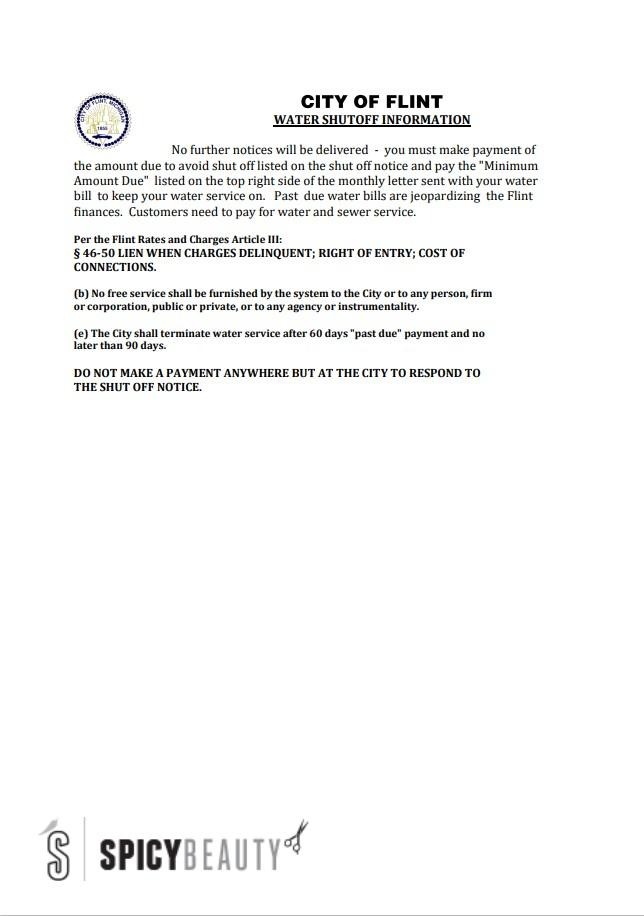 CITY OF FLINT, MICHIGAN
1855
CITY OF FLINT
WATER SHUTOFF INFORMATION
No further notices will be delivered - you must make payment of
the amount due to avoid shut off listed on the shut off notice and pay the "Minimum
Amount Due" listed on the top right side of the monthly letter sent with your water
bill to keep your water service on. Past due water bills are jeopardizing the Flint
finances. Customers need to pay for water and sewer service.
Per the Flint Rates and Charges Article III:
§ 46-50 LIEN WHEN CHARGES DELINQUENT; RIGHT OF ENTRY; COST OF
CONNECTIONS.
(b) No free service shall be furnished by the system to the City or to any person, firm
or corporation, public or private, or to any agency or instrumentality.
(e) The City shall terminate water service after 60 days "past due" payment and no
later than 90 days.
DO NOT MAKE A PAYMENT ANYWHERE BUT AT THE CITY TO RESPOND TO
THE SHUT OFF NOTICE.
S
SPICYBEAUTY